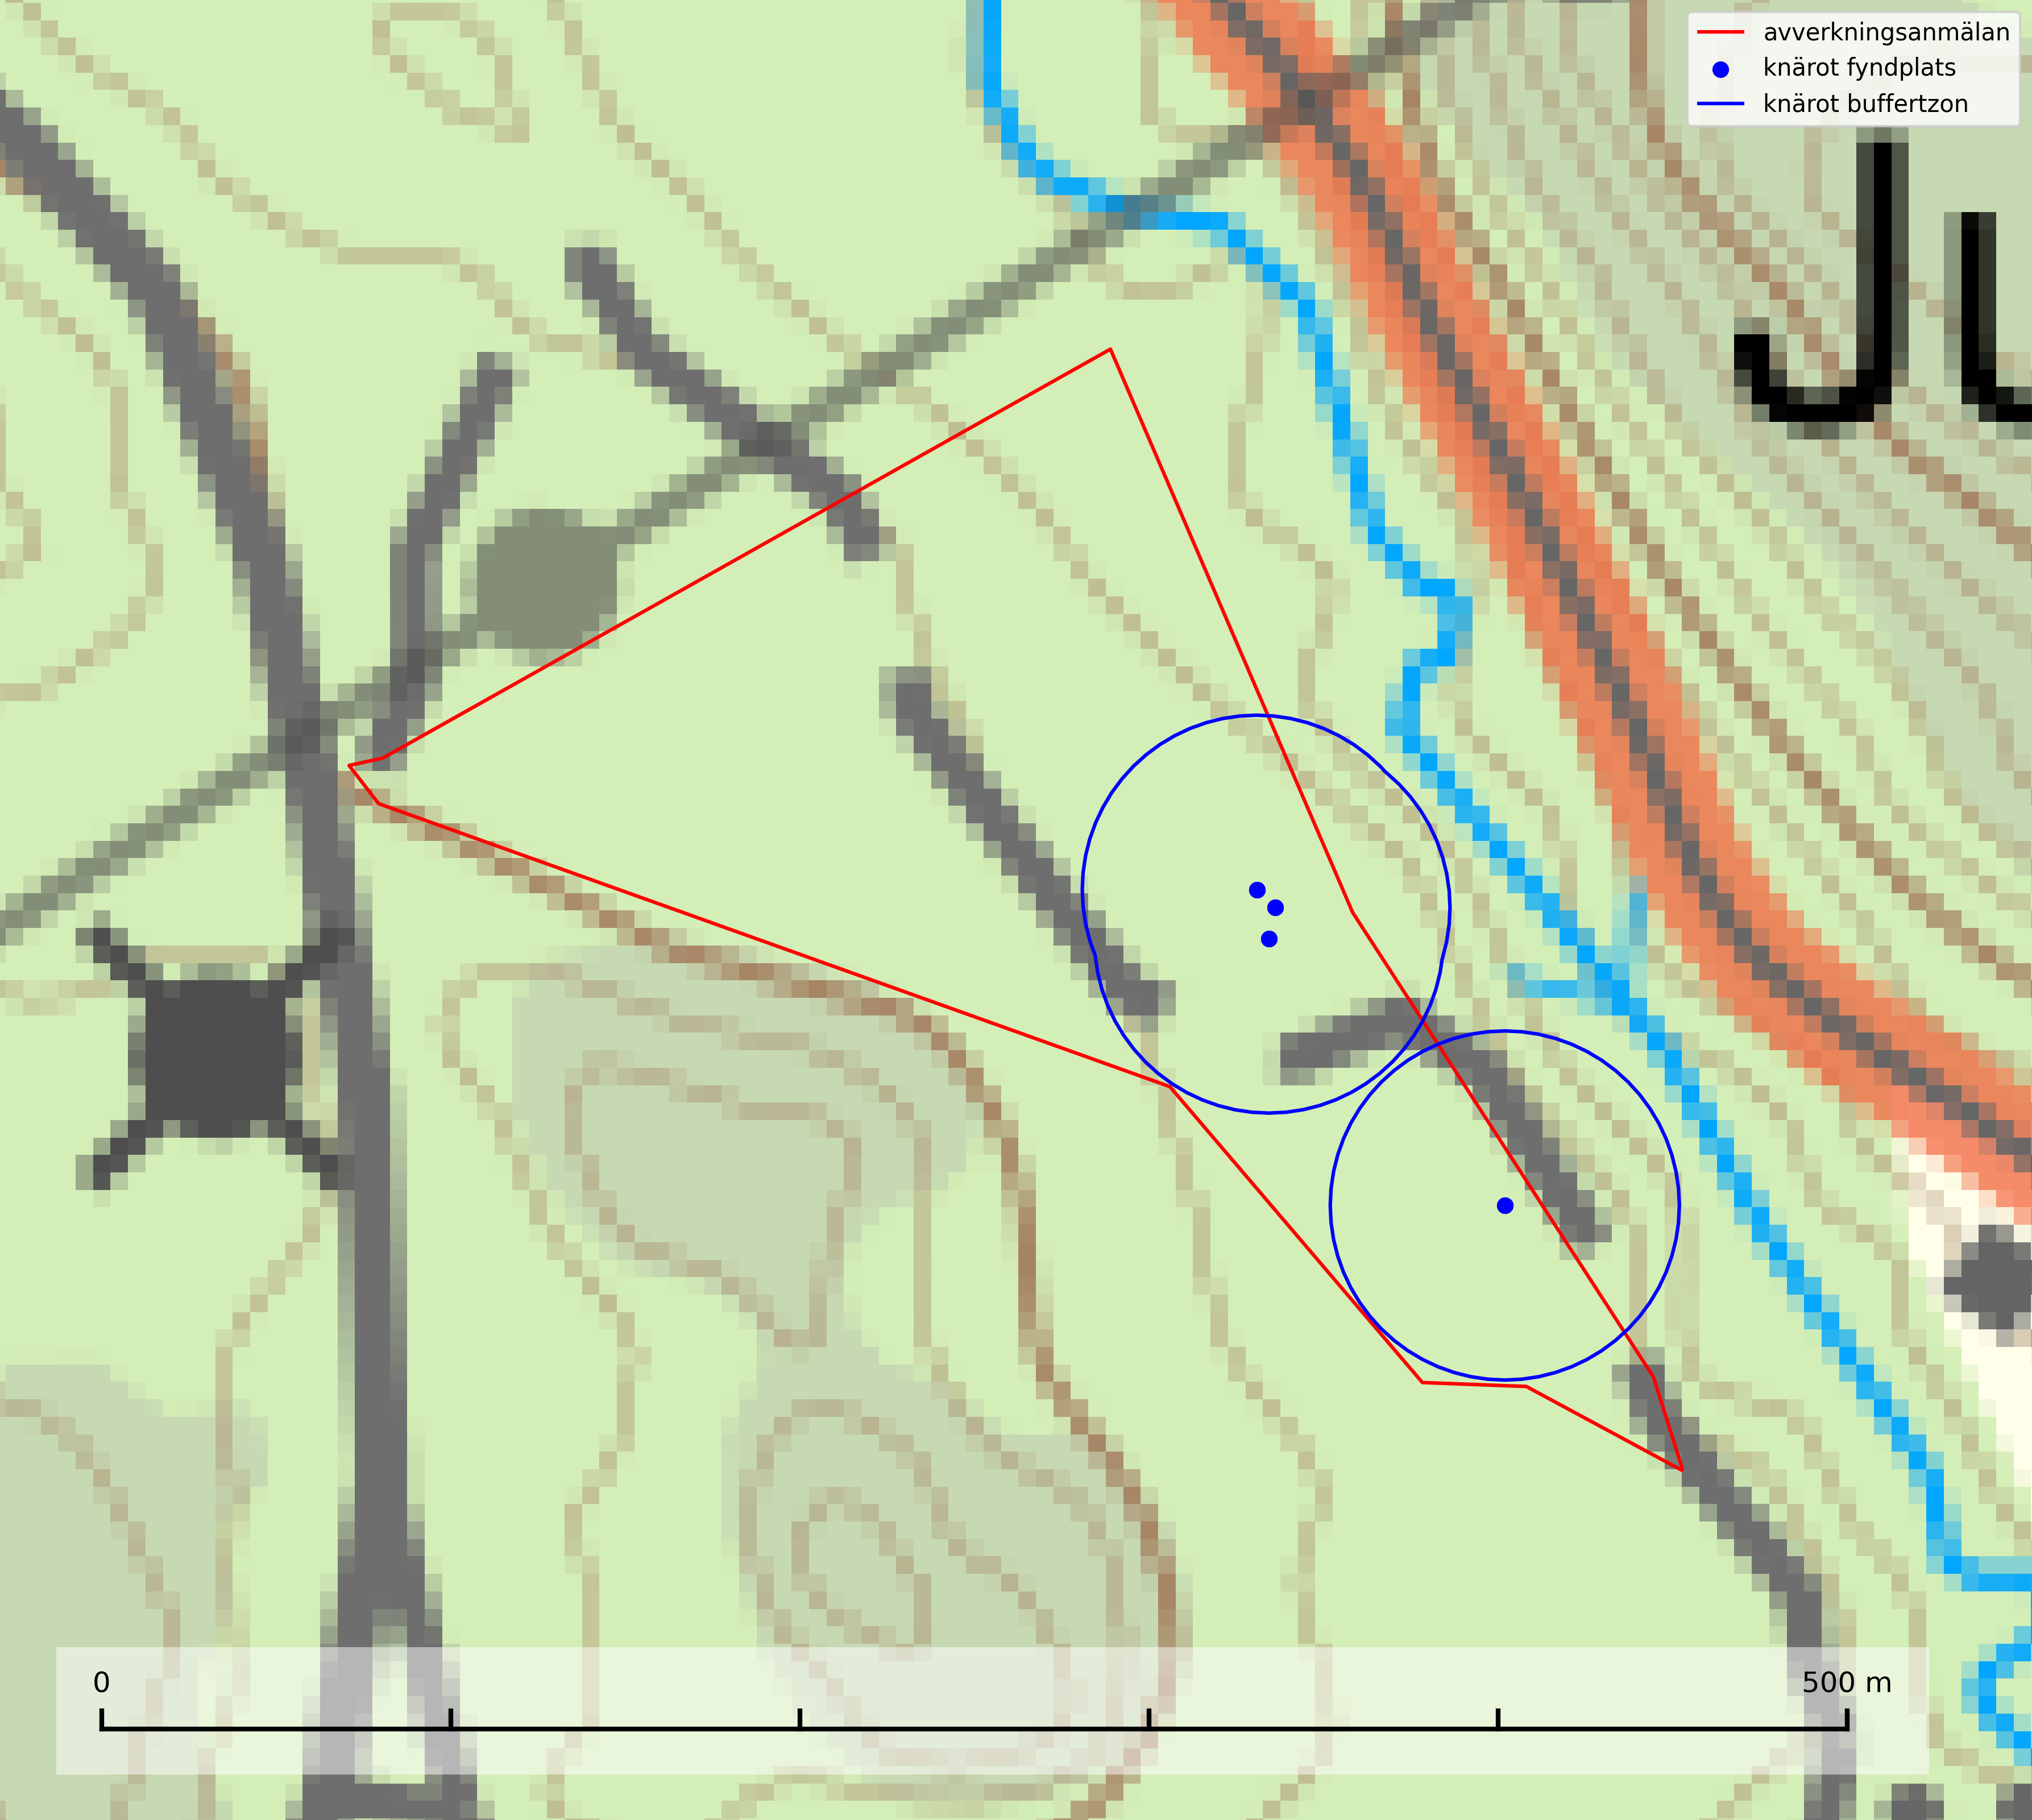 avverkningsanmälan
knärot fyndplats
knärot buffertzon
0 500 m